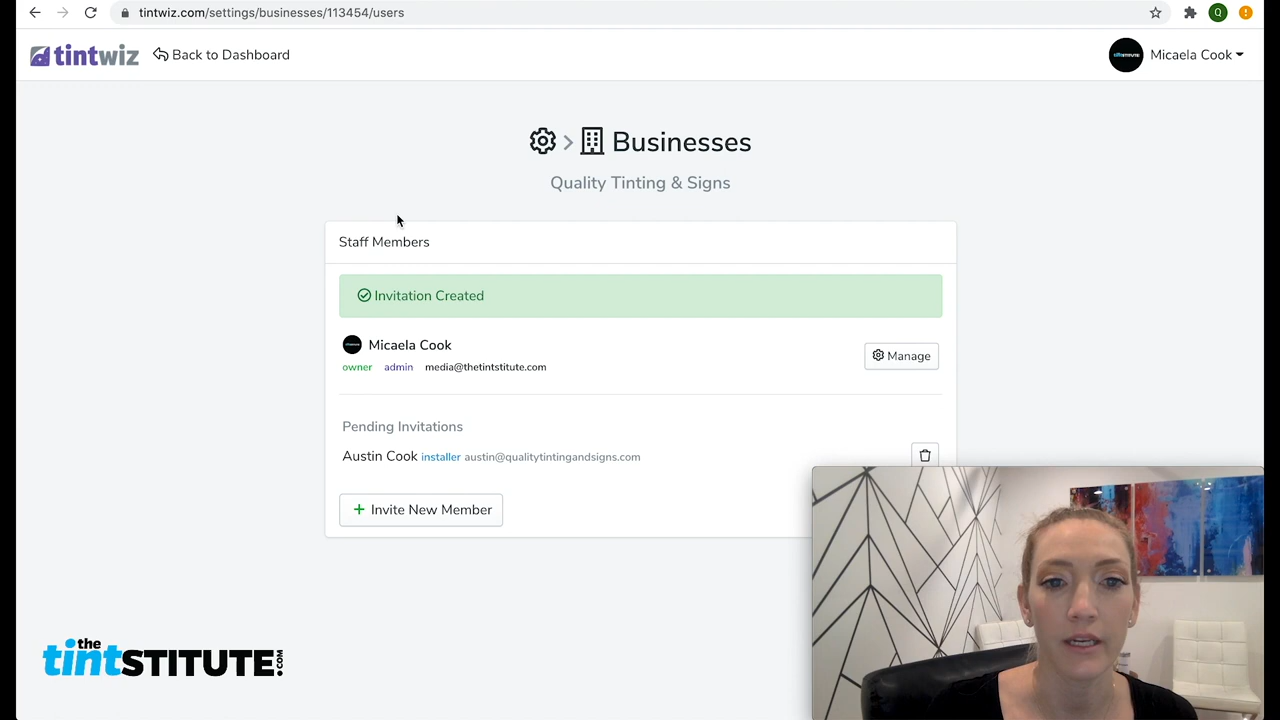 tintwiz.com/settings/businesses/113454/users
Q
tintwiz
Back to Dashboard
Micaela Cook
Businesses
Quality Tinting & Signs
Staff Members
Invitation Created
Micaela Cook
Manage
owner admin media@thetintstitute.com
Pending Invitations
Austin Cook installer austin@qualitytintingandsigns.com
+ Invite New Member
the
tintSTITUTE.COM